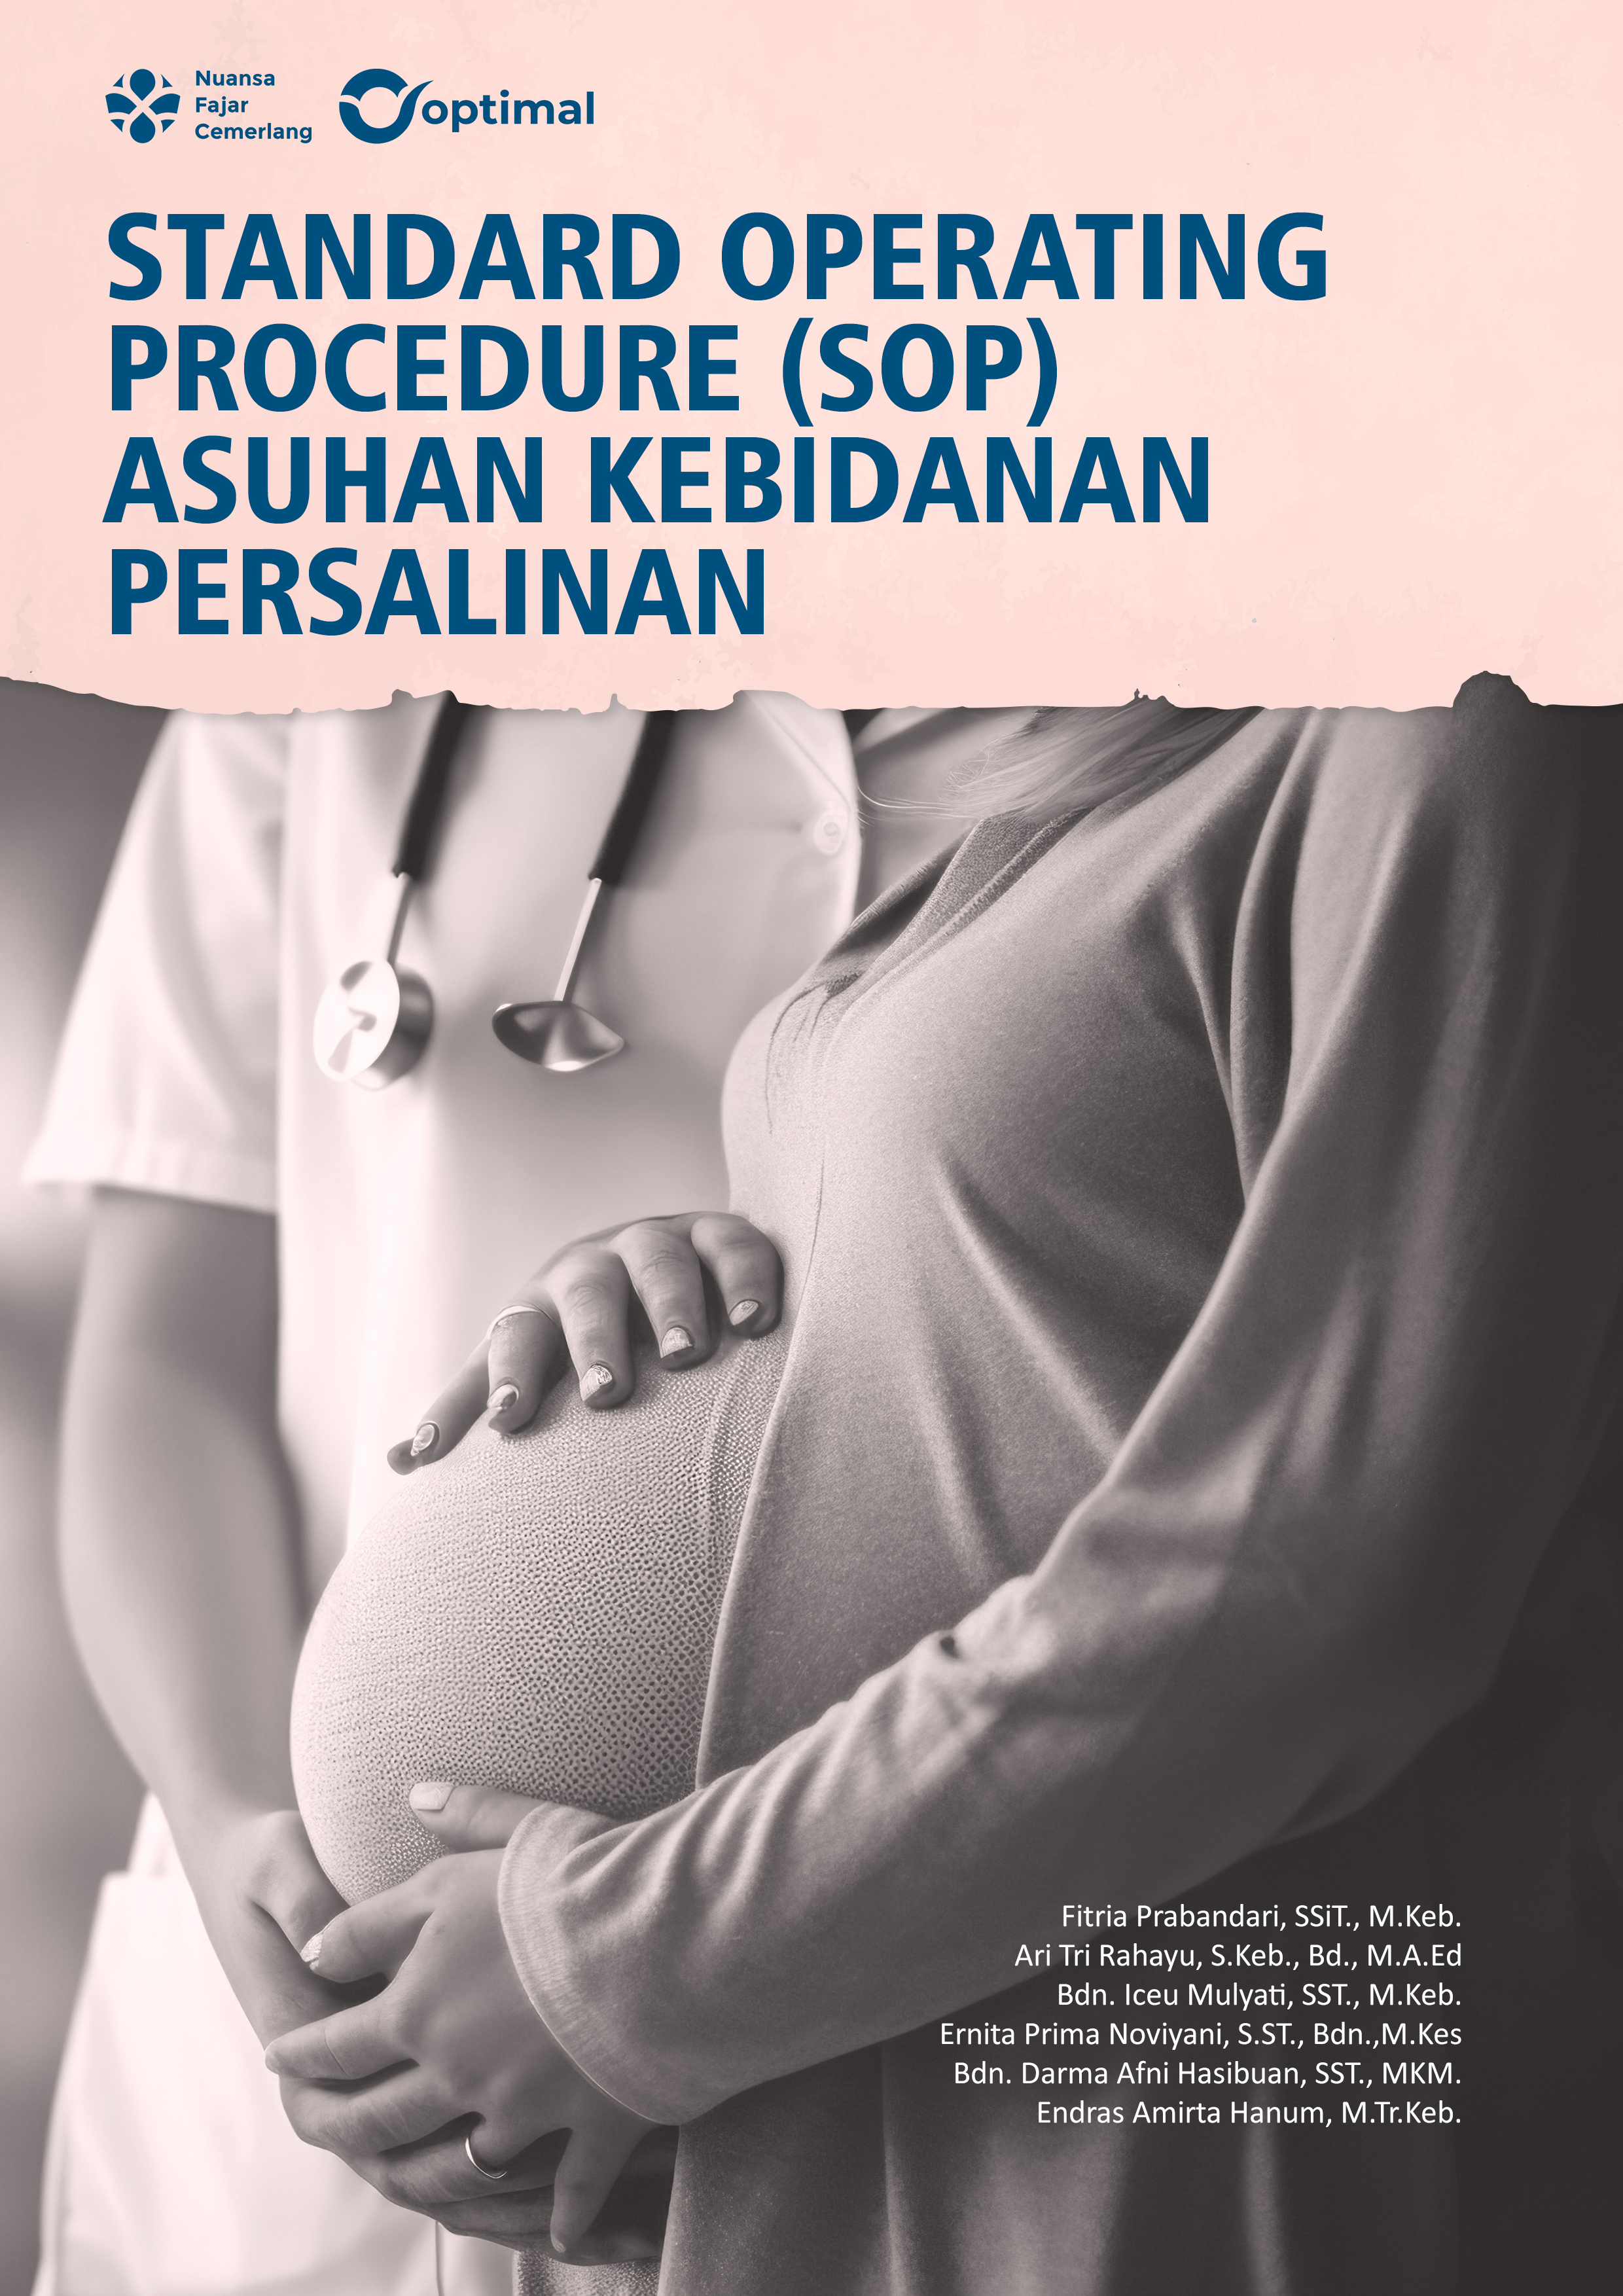 Nuansa
Fajar
Cemerlang
optimal
STANDARD OPERATING
PROCEDURE (SOP)
ASUHAN KEBIDANAN
PERSALINAN
Fitria Prabandari, SSiT., M.Keb.
Ari Tri Rahayu, S.Keb., Bd., M.A.Ed
Bdn. Iceu Mulyati, SST., M.Keb.
Ernita Prima Noviyani, S.ST., Bdn.,M.Kes
Bdn. Darma Afni Hasibuan, SST., MKM.
Endras Amirta Hanum, M.Tr.Keb.